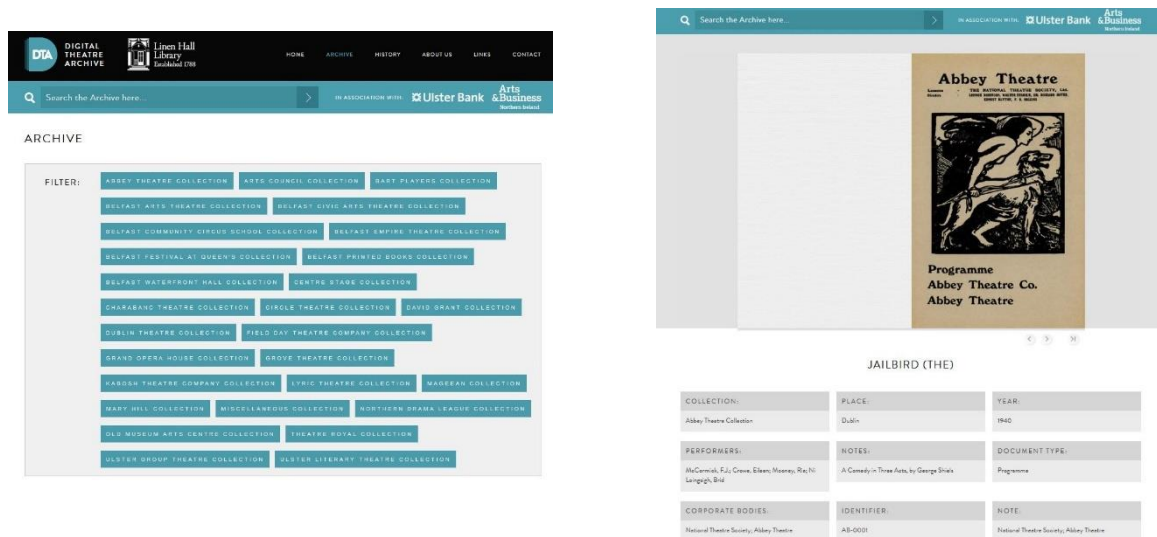 DTA
DIGITAL
THEATRE
ARCHIVE
Linen Hall
Library
Established 1788
HOME ARCHIVE HISTORY ABOUT US LINKS CONTACT
Search the Archive here...
IN ASSOCIATION WITH: Ulster Bank
Arts
&Business
Northern Ireland
ARCHIVE
FILTER:
ABBEY THEATRE COLLECTION ARTS COUNCIL COLLECTION BART PLAYERS COLLECTION
BELFAST ARTS THEATRE COLLECTION BELFAST CIVIC ARTS THEATRE COLLECTION
BELFAST COMMUNITY CIRCUS SCHOOL COLLECTION BELFAST EMPIRE THEATRE COLLECTION
BELFAST FESTIVAL AT QUEEN'S COLLECTION BELFAST PRINTED BOOKS COLLECTION
BELFAST WATERFRONT HALL COLLECTION CENTRE STAGE COLLECTION
CHARABANC THEATRE COLLECTION CIRCLE THEATRE COLLECTION DAVID GRANT COLLECTION
DUBLIN THEATRE COLLECTION FIELD DAY THEATRE COMPANY COLLECTION
GRAND OPERA HOUSE COLLECTION GROVE THEATRE COLLECTION
KABOSH THEATRE COMPANY COLLECTION LYRIC THEATRE COLLECTION MAGEEAN COLLECTION
MARY HILL COLLECTION MISCELLANEOUS COLLECTION NORTHERN DRAMA LEAGUE COLLECTION
OLD MUSEUM ARTS CENTRE COLLECTION THEATRE ROYAL COLLECTION
ULSTER GROUP THEATRE COLLECTION ULSTER LITERARY THEATRE COLLECTION
Search the Archive here...
IN ASSOCIATION WITH: Ulster Bank
Arts
&Business
Northern Ireland
Abbey Theatre
THE NATIONAL THEATRE SOCIETY, LTD.
Programme
Abbey Theatre Co.
Abbey Theatre
JAILBIRD (THE)
COLLECTION: PLACE: YEAR:
Abbey Theatre Collection Dublin 1940
PERFORMERS: NOTES: DOCUMENT TYPE:
McCormick, F.J.; Crowe, Eileen; Mooney, Ria; Ni A Comedy in Three Acts, by George Shiels Programme
Loingsigh, Brid
CORPORATE BODIES: IDENTIFIER: NOTE:
National Theatre Society; Abbey Theatre AB-0001 National Theatre Society; Abbey Theatre